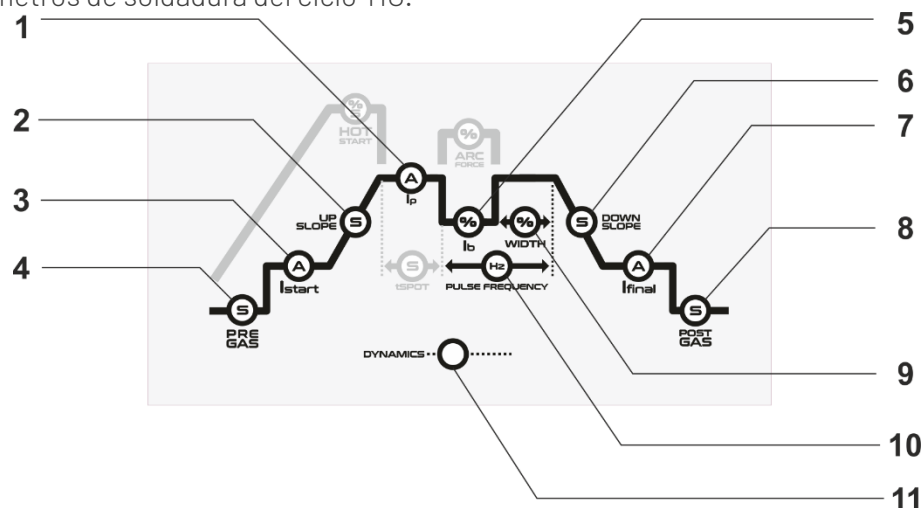 metros de soldadura del ciclo TIG.
1
5
2
6
3
7
4
8
9
10
11
%
S
HOT
START
%
ARC
FORCE
A
Ip
UP
SLOPE
S
%
Ib
%
WIDTH
S
DOWN
SLOPE
A
Istart
S
tSPOT
Hz
PULSE FREQUENCY
A
Ifinal
S
PRE
GAS
S
POST
GAS
DYNAMICS